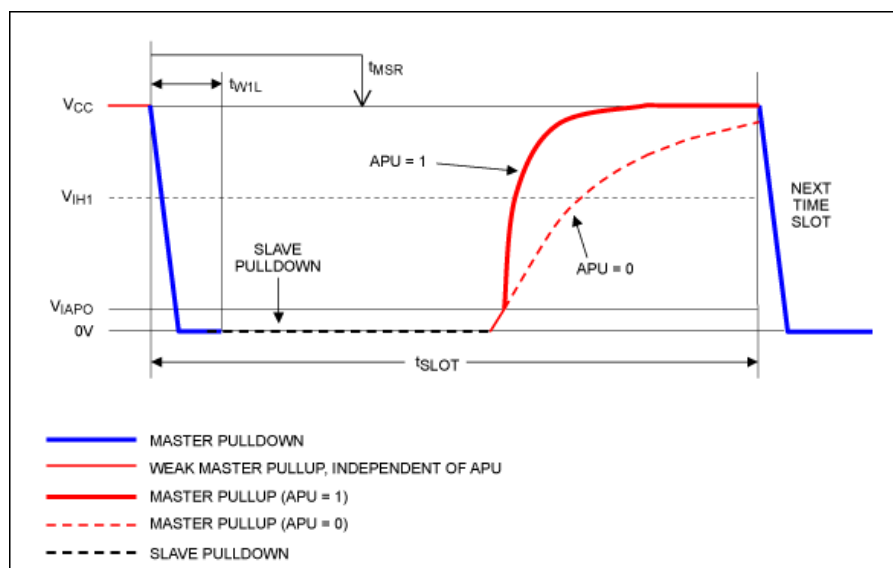 tMSR
tW1L
VCC
APU = 1
VIH1
NEXT
TIME
SLOT
SLAVE
PULLDOWN
APU = 0
VIAPO
0V
tSLOT
MASTER PULLDOWN
WEAK MASTER PULLUP, INDEPENDENT OF APU
MASTER PULLUP (APU = 1)
MASTER PULLUP (APU = 0)
SLAVE PULLDOWN